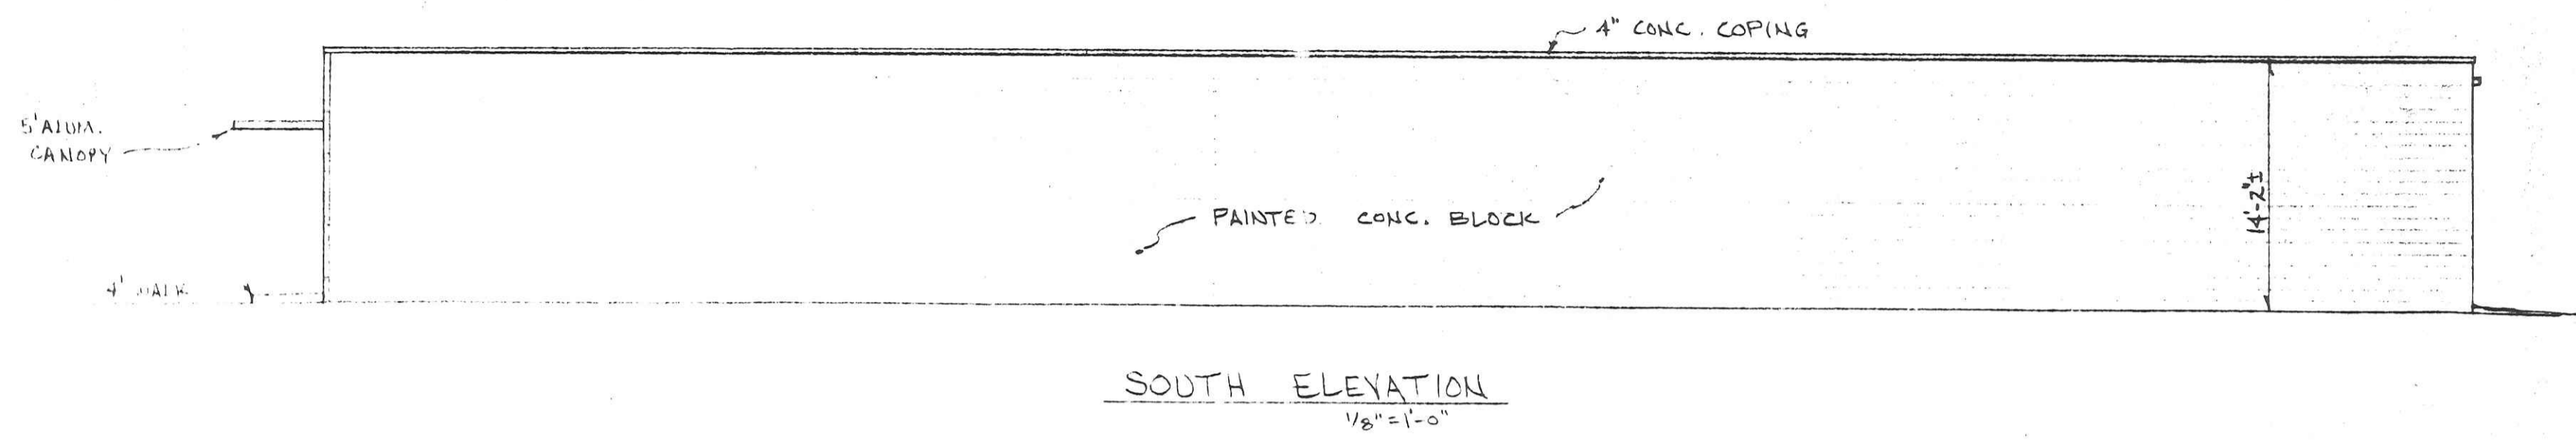 4" CONC. COPING
5' ALUM.
CANOPY
14'-2"±
PAINTED CONC. BLOCK
4' WALK
SOUTH ELEVATION
1/8"=1'-0"